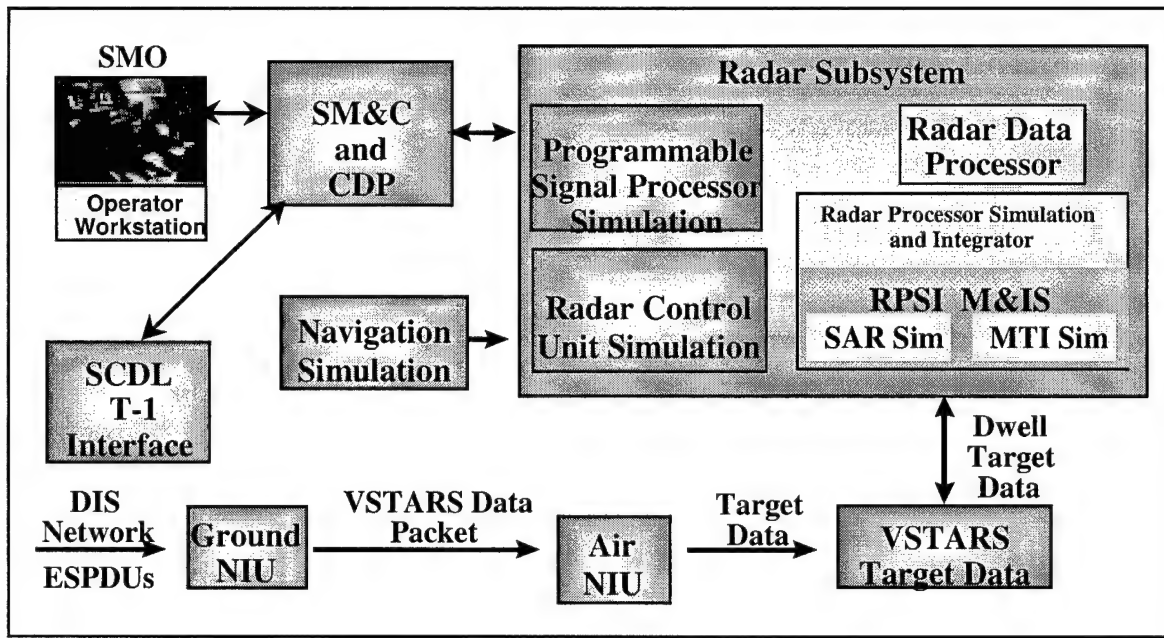 SMO
Operator
Workstation
SM&C
and
CDP
Radar Subsystem
Programmable
Signal Processor
Simulation
Radar Data
Processor
Radar Processor Simulation
and Integrator
RPSI M&IS
SAR Sim
MTI Sim
Radar Control
Unit Simulation
Navigation
Simulation
SCDL
T-1
Interface
Dwell
Target
Data
DIS
Network
ESPDUs
Ground
NIU
VSTARS Data
Packet
Air
NIU
Target
Data
VSTARS
Target Data